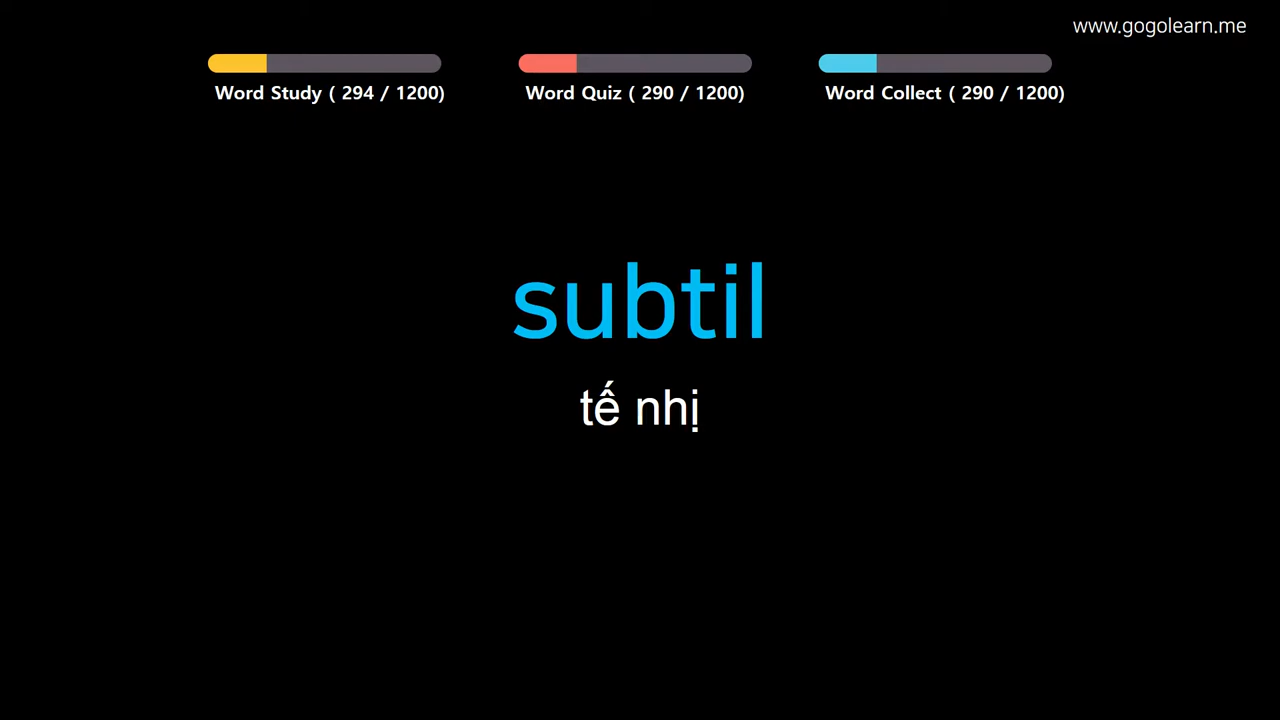 www.gogolearn.me
Word Study ( 294 / 1200)
Word Quiz ( 290 / 1200)
Word Collect ( 290 / 1200)
subtil
tế nhị